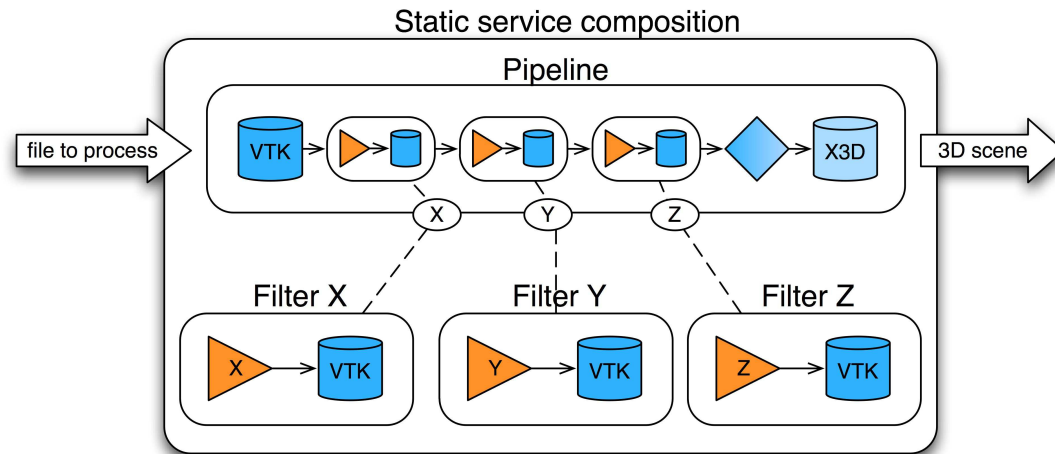 Static service composition
Pipeline
file to process
VTK
X3D
3D scene
X
Y
Z
Filter X
Filter Y
Filter Z
X
VTK
Y
VTK
Z
VTK